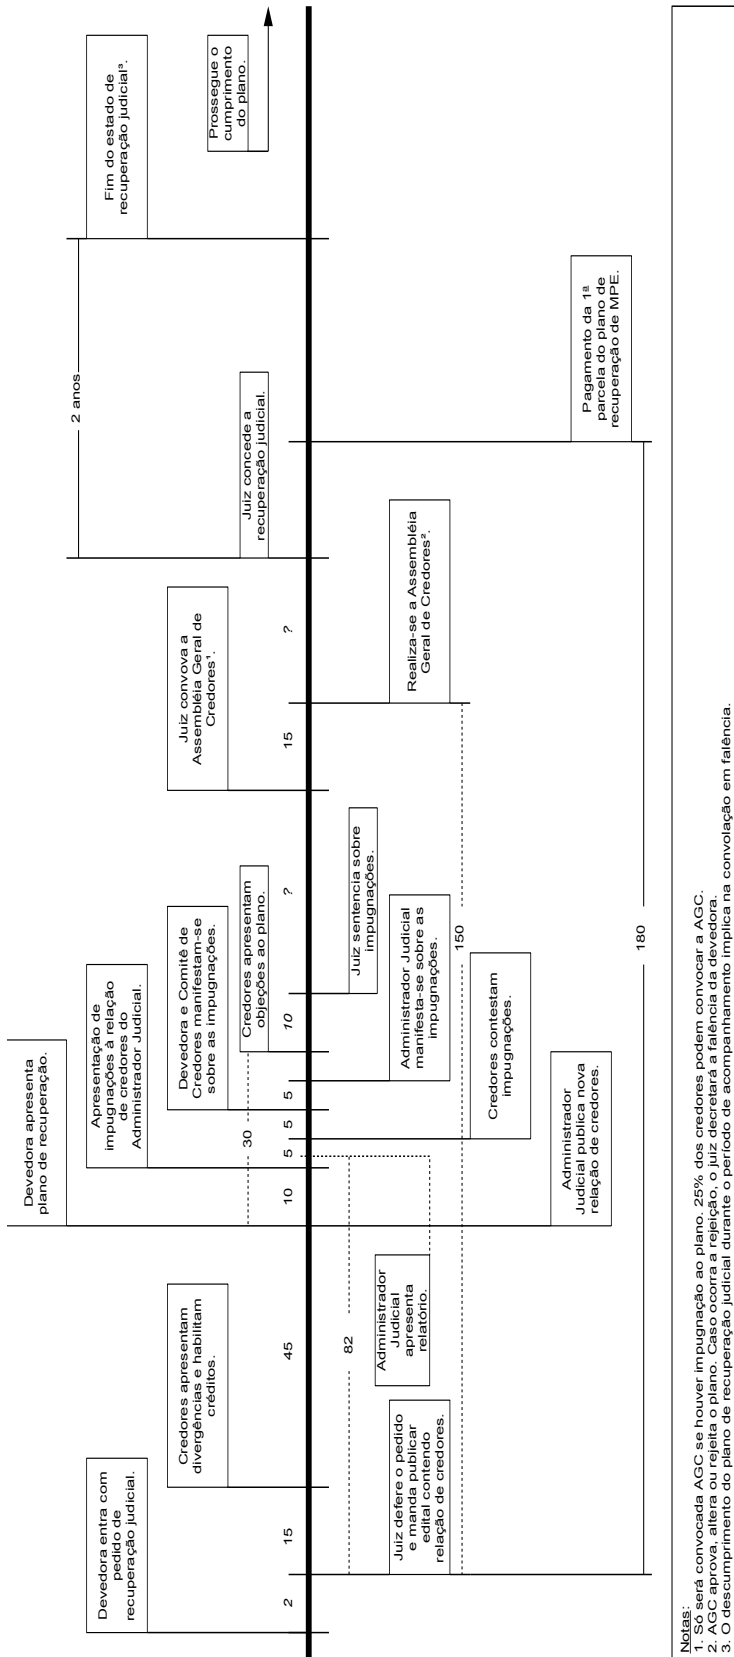 Devedora entra com
pedido de
recuperação judicial.
Credores apresentam
divergências e habilitam
créditos.
Devedora apresenta
plano de recuperação.
Apresentação de
impugnações à relação
de credores do
Administrador Judicial.
Devedora e Comitê de
Credores manifestam-se
sobre as impugnações.
Credores apresentam
objeções ao plano.
Juiz convova a
Assembléia Geral de
Credores¹.
Juiz concede a
recuperação judicial.
2 anos
Fim do estado de
recuperação judicial³.
Prossegue o
cumprimento
do plano.
30
2
15
45
10
5
5
5
10
?
15
?
82
Juiz defere o pedido
e manda publicar
edital contendo
relação de credores.
Administrador
Judicial
apresenta
relatório.
Juiz sentencia sobre
impugnações.
Administrador Judicial
manifesta-se sobre as
impugnações.
Realiza-se a Assembléia
Geral de Credores².
150
Credores contestam
impugnações.
Administrador
Judicial publica nova
relação de credores.
Pagamento da 1ª
parcela do plano de
recuperação de MPE.
180
Notas:
1. Só será convocada AGC se houver impugnação ao plano. 25% dos credores podem convocar a AGC.
2. AGC aprova, altera ou rejeita o plano. Caso ocorra a rejeição, o juiz decretará a falência da devedora.
3. O descumprimento do plano de recuperação judicial durante o período de acompanhamento implica na convolação em falência.